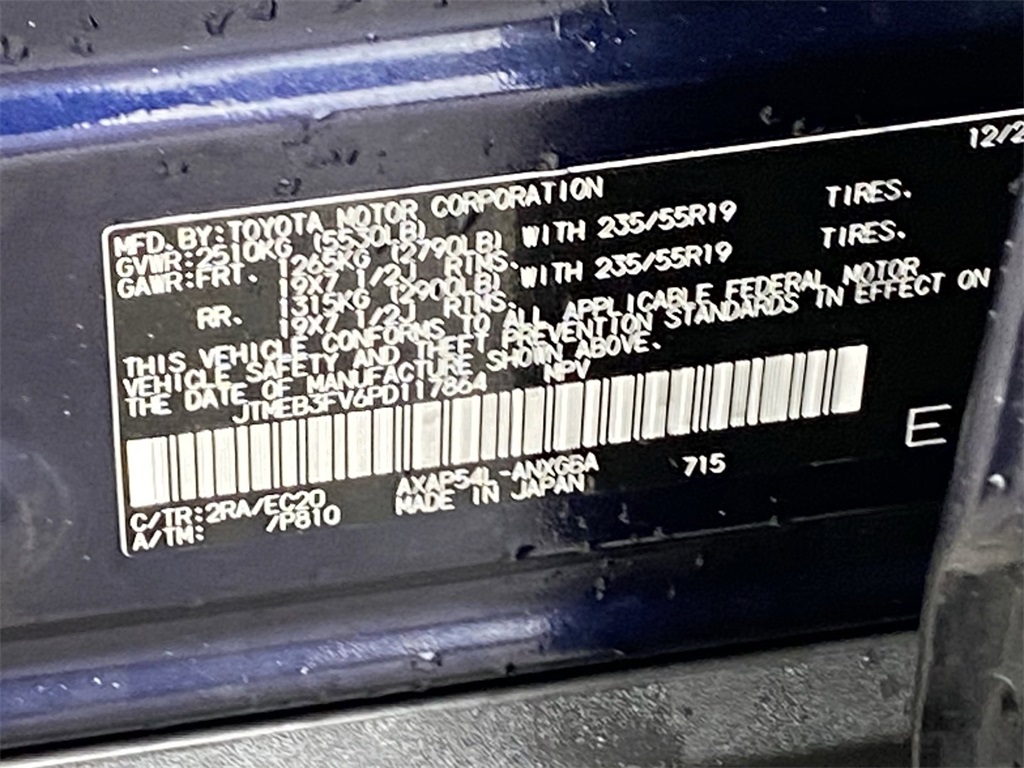 12/2
MFD. BY:TOYOTA MOTOR CORPORATION
GVWR:2510KG (5530LB)
GAWR:FRT. 1265KG (2790LB) WITH 235/55R19 TIRES.
19X7 1/2J RIMS.
RR. 1315KG (2900LB) WITH 235/55R19 TIRES.
19X7 1/2J RIMS.
THIS VEHICLE CONFORMS TO ALL APPLICABLE FEDERAL MOTOR
VEHICLE SAFETY AND THEFT PREVENTION STANDARDS IN EFFECT ON
THE DATE OF MANUFACTURE SHOWN ABOVE.
JTMEB3FV6PD117864 MPV
E
C/TR:2RA/EC20 AXAP54L-ANXGBA 715
A/TM: /P810 MADE IN JAPAN